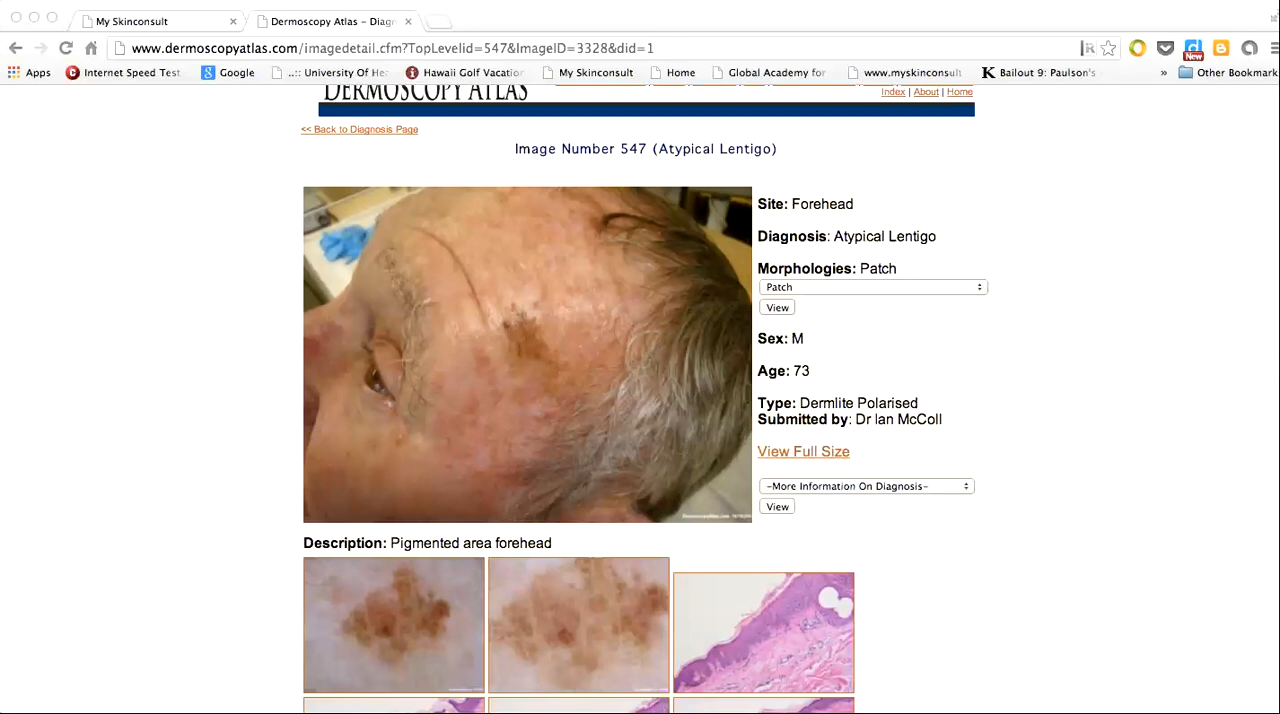 My Skinconsult
Dermoscopy Atlas - Diagn
www.dermoscopyatlas.com/imagedetail.cfm?TopLevelid=547&ImageID=3328&did=1
New
Apps
Internet Speed Test
Google
..:: University Of He
Hawaii Golf Vacatior
My Skinconsult
Home
Global Academy for
www.myskinconsult
Bailout 9: Paulson's
»
Other Bookmark
DERMOSCOPY ATLAS
Index | About | Home
<< Back to Diagnosis Page
Image Number 547 (Atypical Lentigo)
Site: Forehead
Diagnosis: Atypical Lentigo
Morphologies: Patch
Patch
View
Sex: M
Age: 73
Type: Dermlite Polarised
Submitted by: Dr Ian McColl
View Full Size
-More Information On Diagnosis-
View
Description: Pigmented area forehead